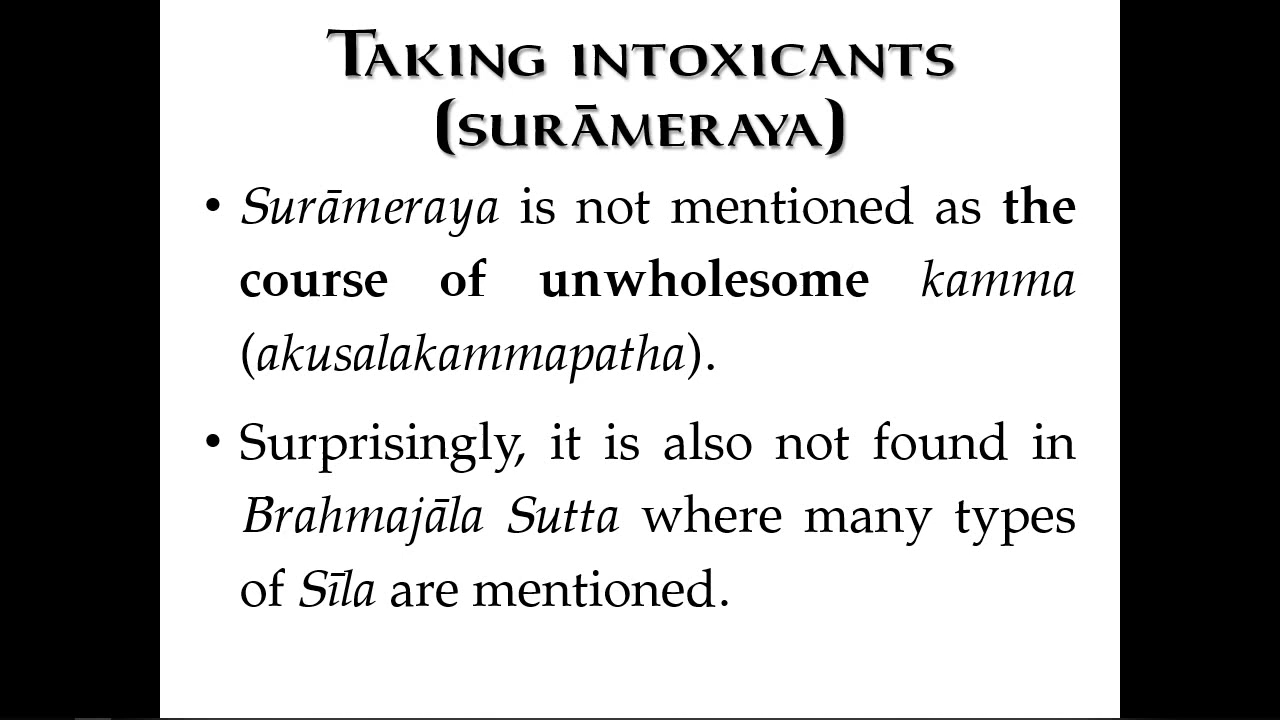 TAKING INTOXICANTS
(SURĀMERAYA)
• Surāmeraya is not mentioned as the
course of unwholesome kamma
(akusalakammapatha).
• Surprisingly, it is also not found in
Brahmajāla Sutta where many types
of Sīla are mentioned.